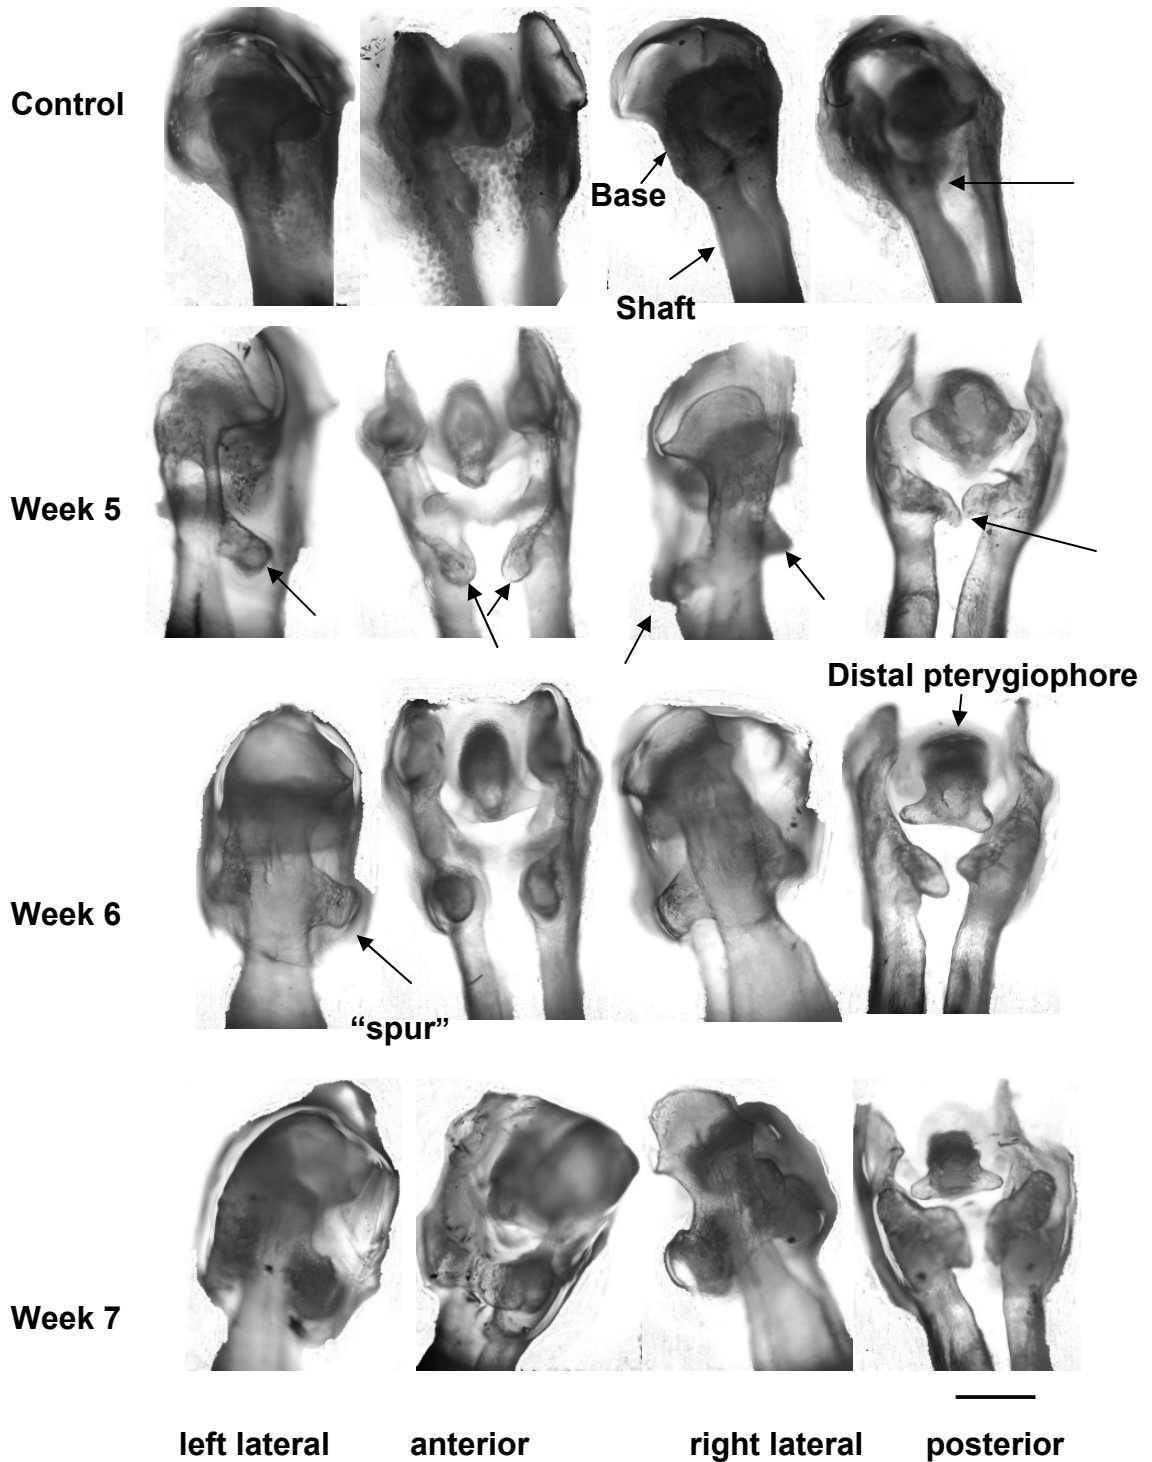 Control
Base
Shaft
Week 5
Distal pterygiophore
Week 6
“spur”
Week 7
left lateral
anterior
right lateral
posterior